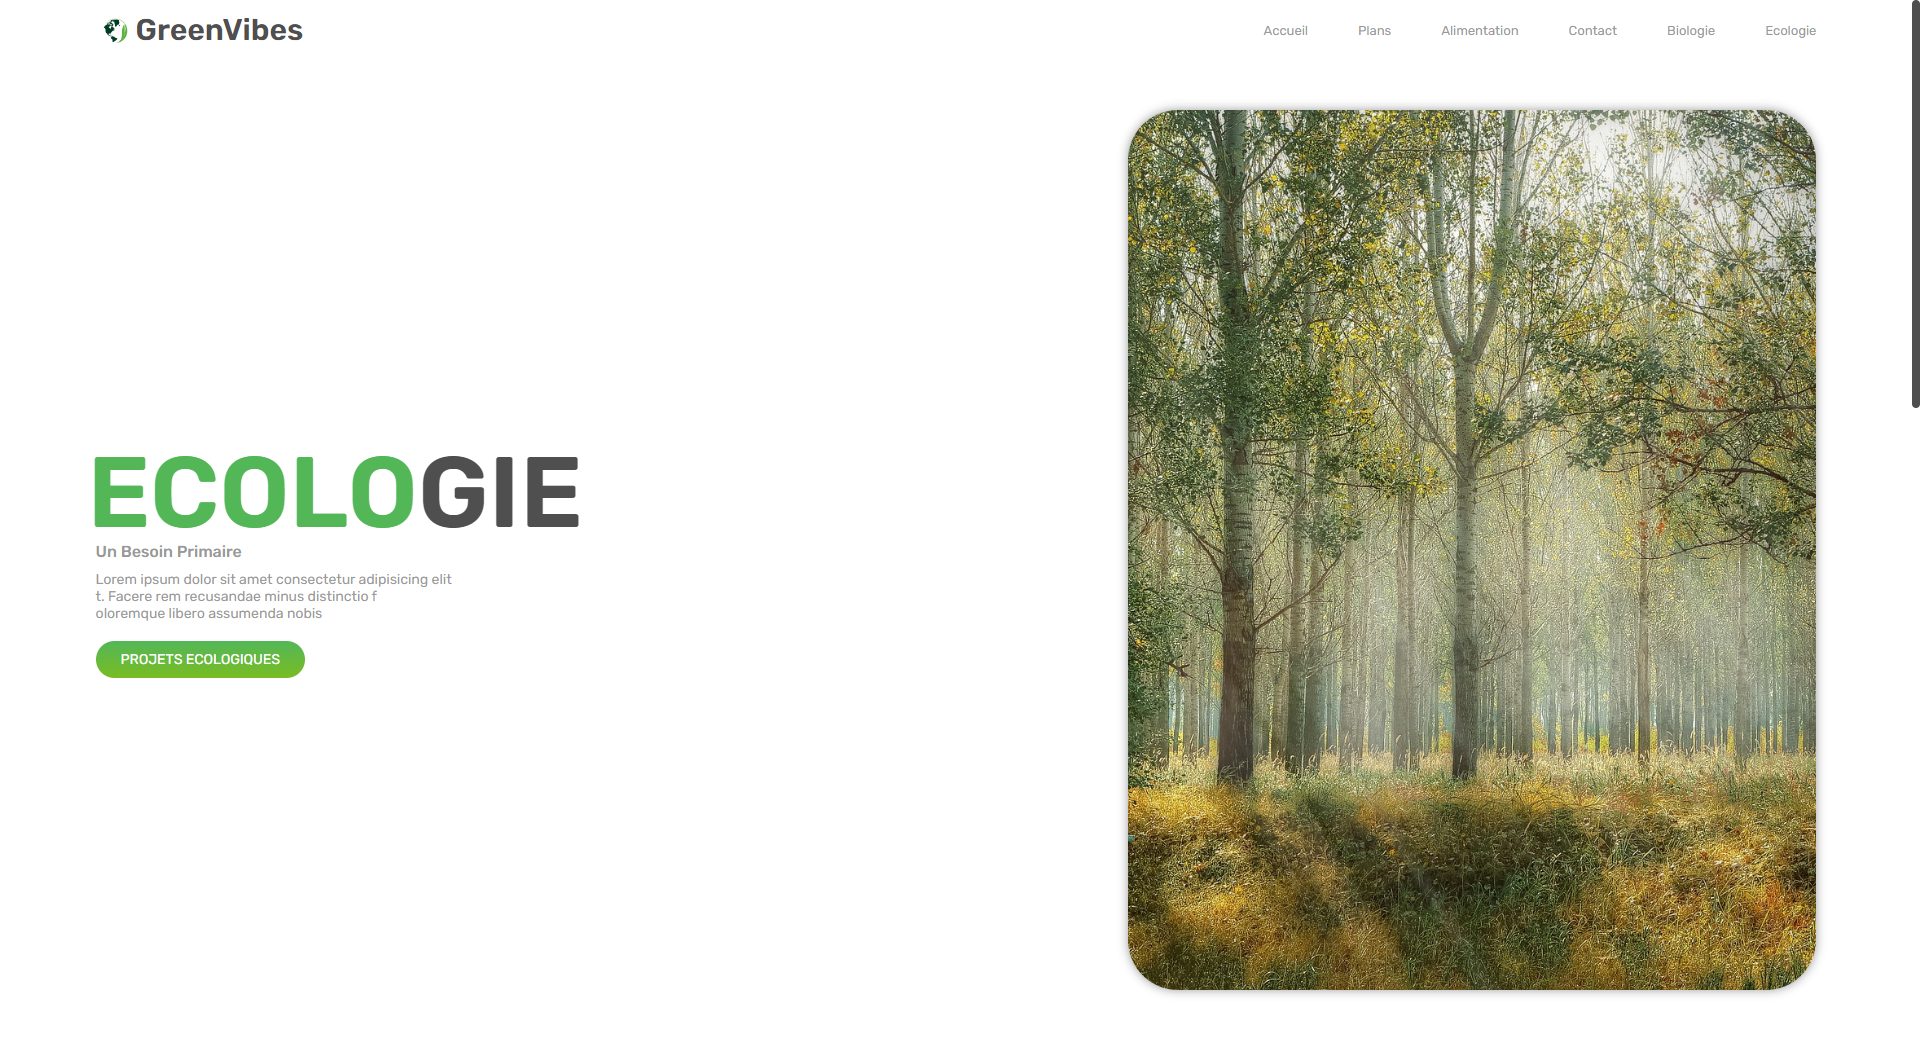 GreenVibes
Accueil Plans Alimentation Contact Biologie Ecologie
ECOLOGIE
Un Besoin Primaire
Lorem ipsum dolor sit amet consectetur adipisicing elit
t. Facere rem recusandae minus distinctio f
oloremque libero assumenda nobis
PROJETS ECOLOGIQUES